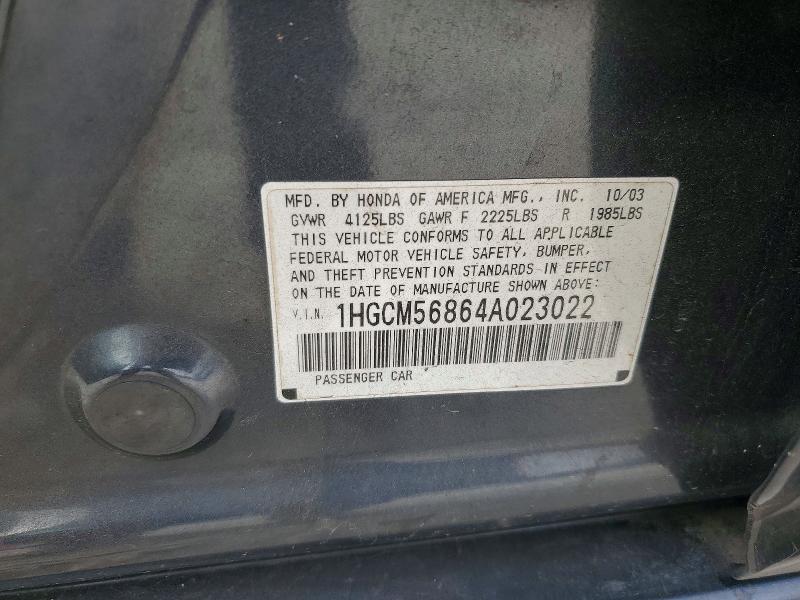 MFD. BY HONDA OF AMERICA MFG., INC. 10/03
GVWR 4125LBS GAWR F 2225LBS R 1985LBS
THIS VEHICLE CONFORMS TO ALL APPLICABLE
FEDERAL MOTOR VEHICLE SAFETY, BUMPER,
AND THEFT PREVENTION STANDARDS IN EFFECT
ON THE DATE OF MANUFACTURE SHOWN ABOVE:
V.I.N. 1HGCM56864A023022
PASSENGER CAR